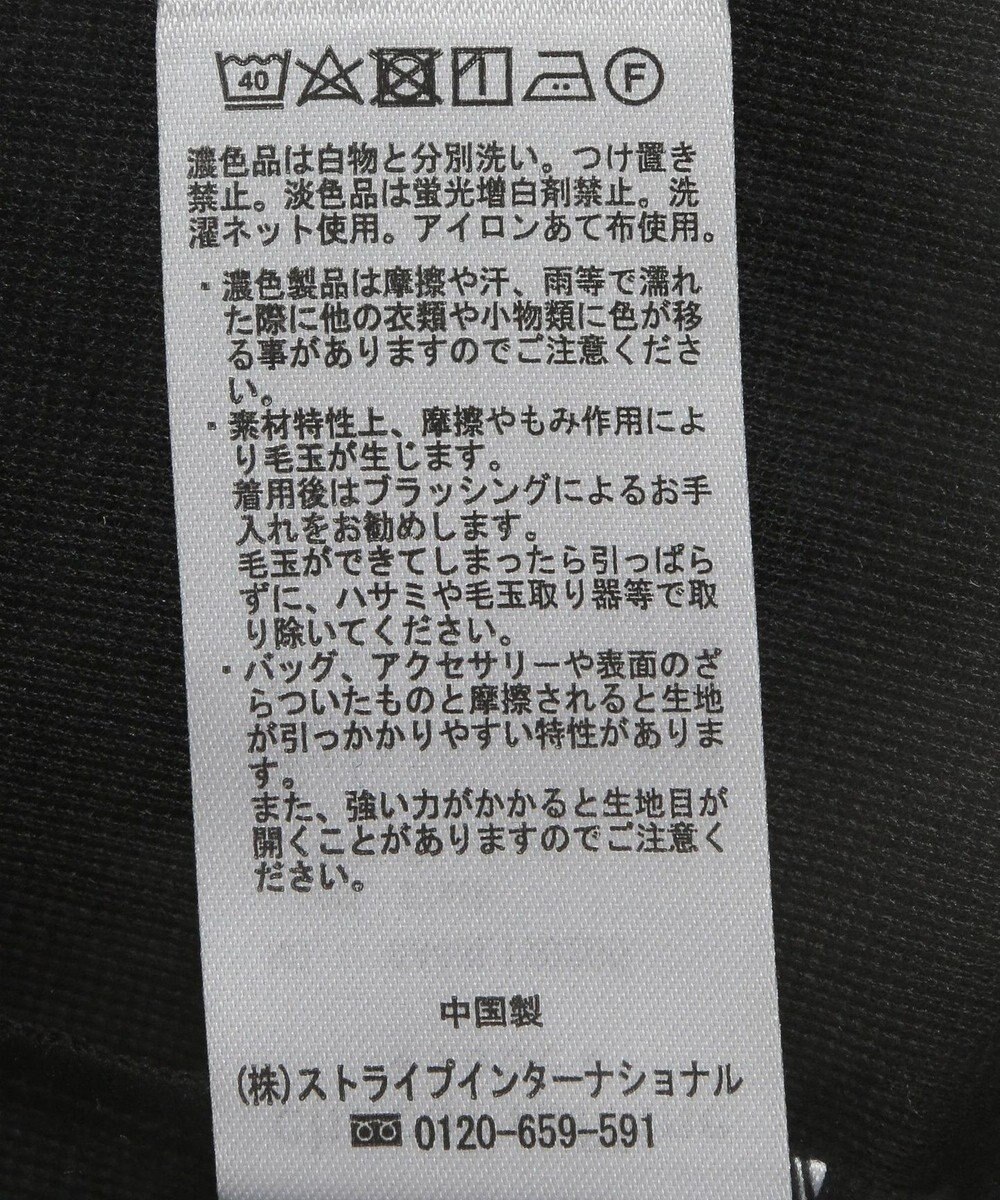 40
F
濃色品は白物と分別洗い。つけ置き
禁止。淡色品は蛍光増白剤禁止。洗
濯ネット使用。アイロンあて布使用。
・濃色製品は摩擦や汗、雨等で濡れ
た際に他の衣類や小物類に色が移
る事がありますのでご注意くださ
い。
・素材特性上、摩擦やもみ作用によ
り毛玉が生じます。
着用後はブラッシングによるお手
入れをお勧めします。
毛玉ができてしまったら引っぱら
ずに、ハサミや毛玉取り器等で取
り除いてください。
・バッグ、アクセサリーや表面のざ
らついたものと摩擦されると生地
が引っかかりやすい特性がありま
す。
また、強い力がかかると生地目が
開くことがありますのでご注意く
ださい。
中国製
(株)ストライプインターナショナル
0120-659-591